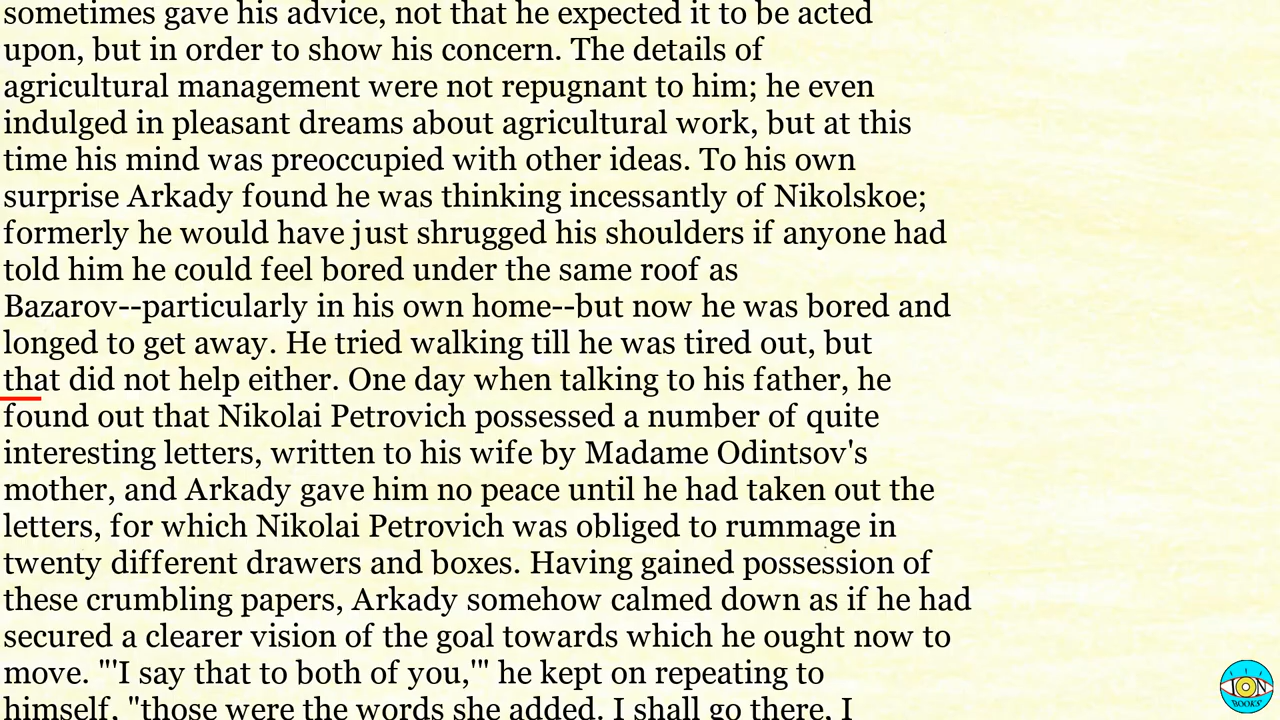 sometimes gave his advice, not that he expected it to be acted
upon, but in order to show his concern. The details of
agricultural management were not repugnant to him; he even
indulged in pleasant dreams about agricultural work, but at this
time his mind was preoccupied with other ideas. To his own
surprise Arkady found he was thinking incessantly of Nikolskoe;
formerly he would have just shrugged his shoulders if anyone had
told him he could feel bored under the same roof as
Bazarov--particularly in his own home--but now he was bored and
longed to get away. He tried walking till he was tired out, but
that did not help either. One day when talking to his father, he
found out that Nikolai Petrovich possessed a number of quite
interesting letters, written to his wife by Madame Odintsov's
mother, and Arkady gave him no peace until he had taken out the
letters, for which Nikolai Petrovich was obliged to rummage in
twenty different drawers and boxes. Having gained possession of
these crumbling papers, Arkady somehow calmed down as if he had
secured a clearer vision of the goal towards which he ought now to
move. "'I say that to both of you,'" he kept on repeating to
himself, "those were the words she added. I shall go there, I
ION
BOOKS